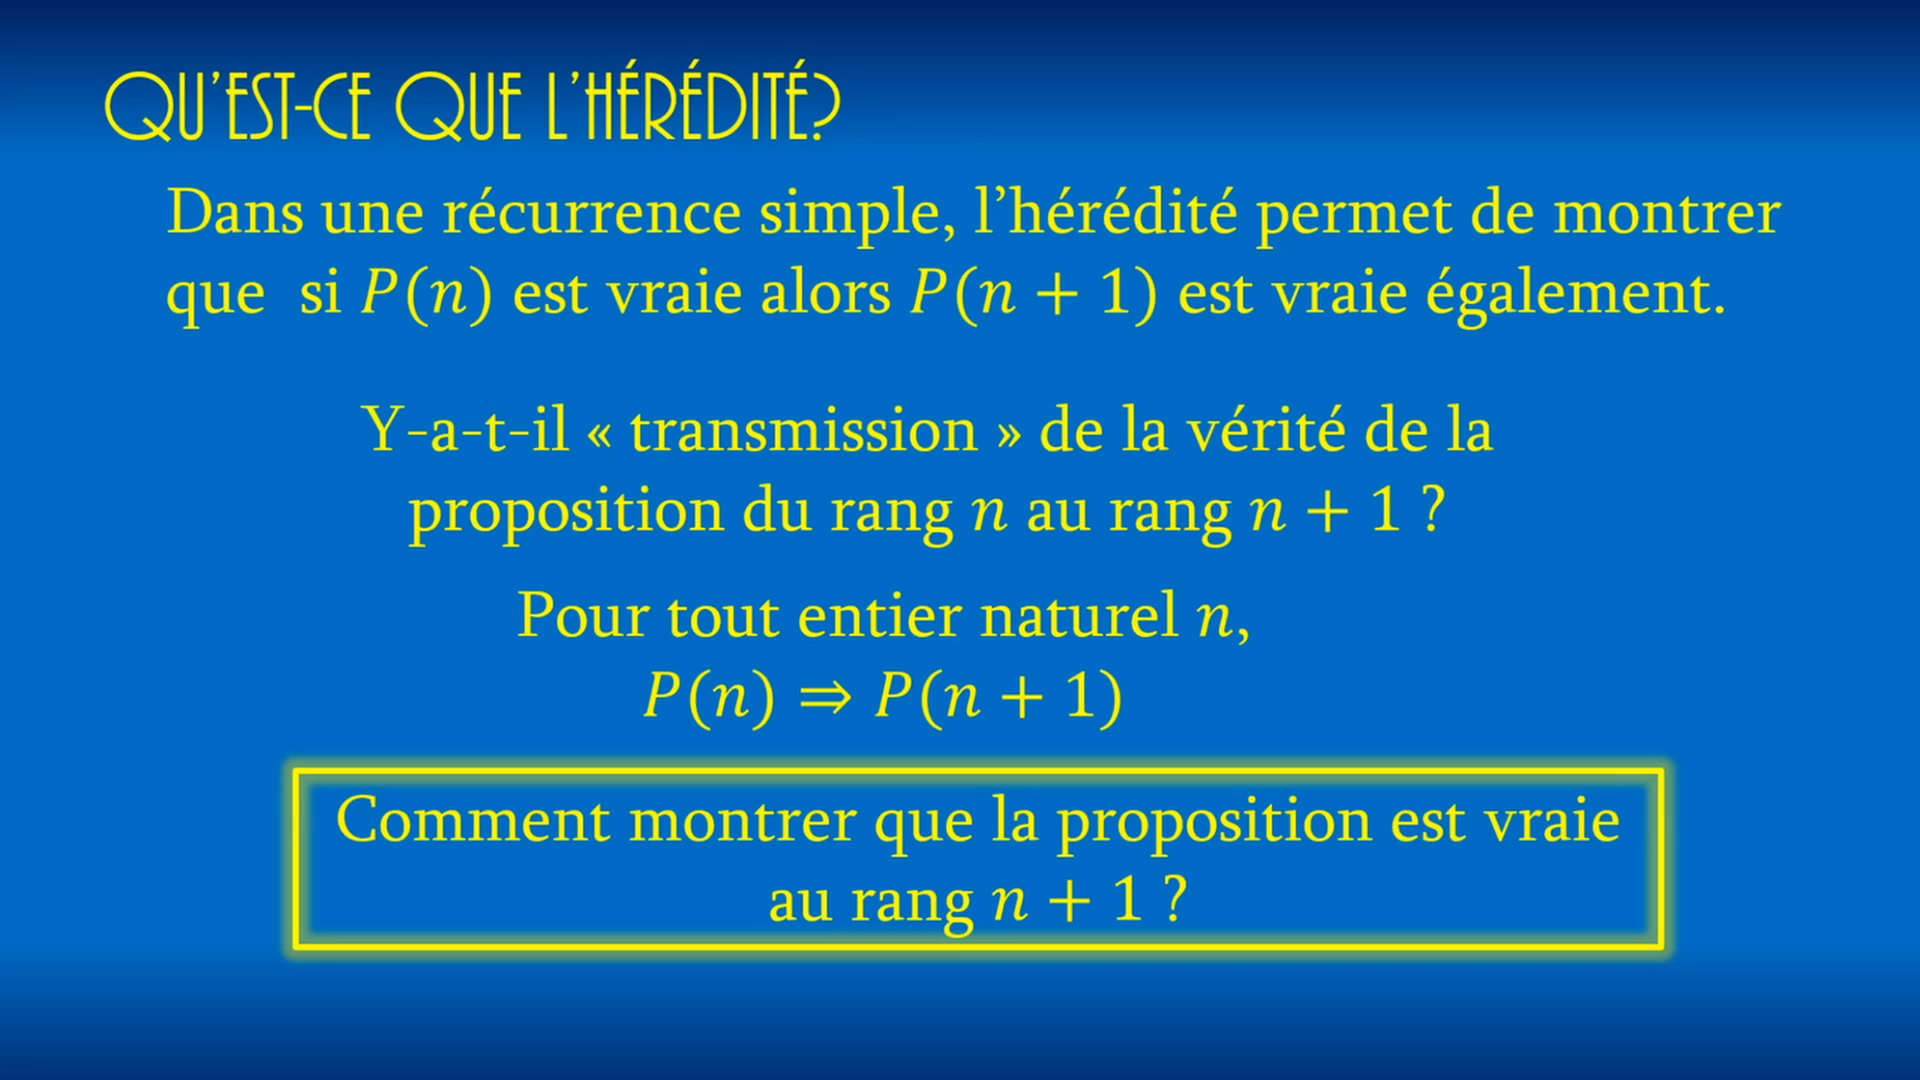 QU'EST-CE QUE L'HÉRÉDITÉ?
Dans une récurrence simple, l'hérédité permet de montrer
que si P(n) est vraie alors P(n + 1) est vraie également.
Y-a-t-il « transmission » de la vérité de la
proposition du rang n au rang n + 1 ?
Pour tout entier naturel n,
P(n) ⇒ P(n + 1)
Comment montrer que la proposition est vraie
au rang n + 1 ?